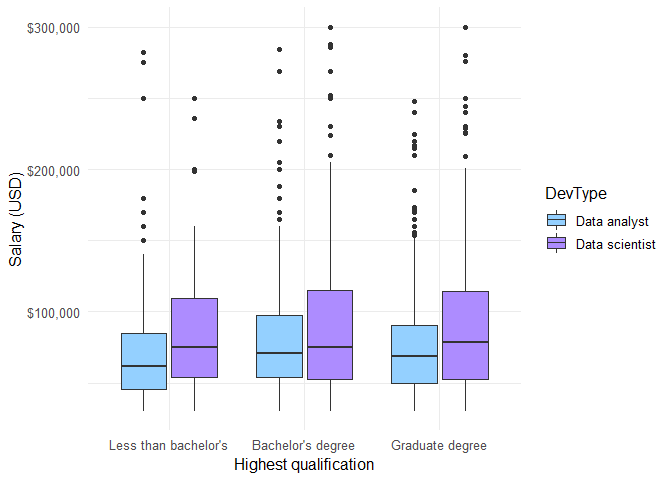 $300,000
$200,000
$100,000
Salary (USD)
Less than bachelor's
Bachelor's degree
Graduate degree
Highest qualification
DevType
Data analyst
Data scientist